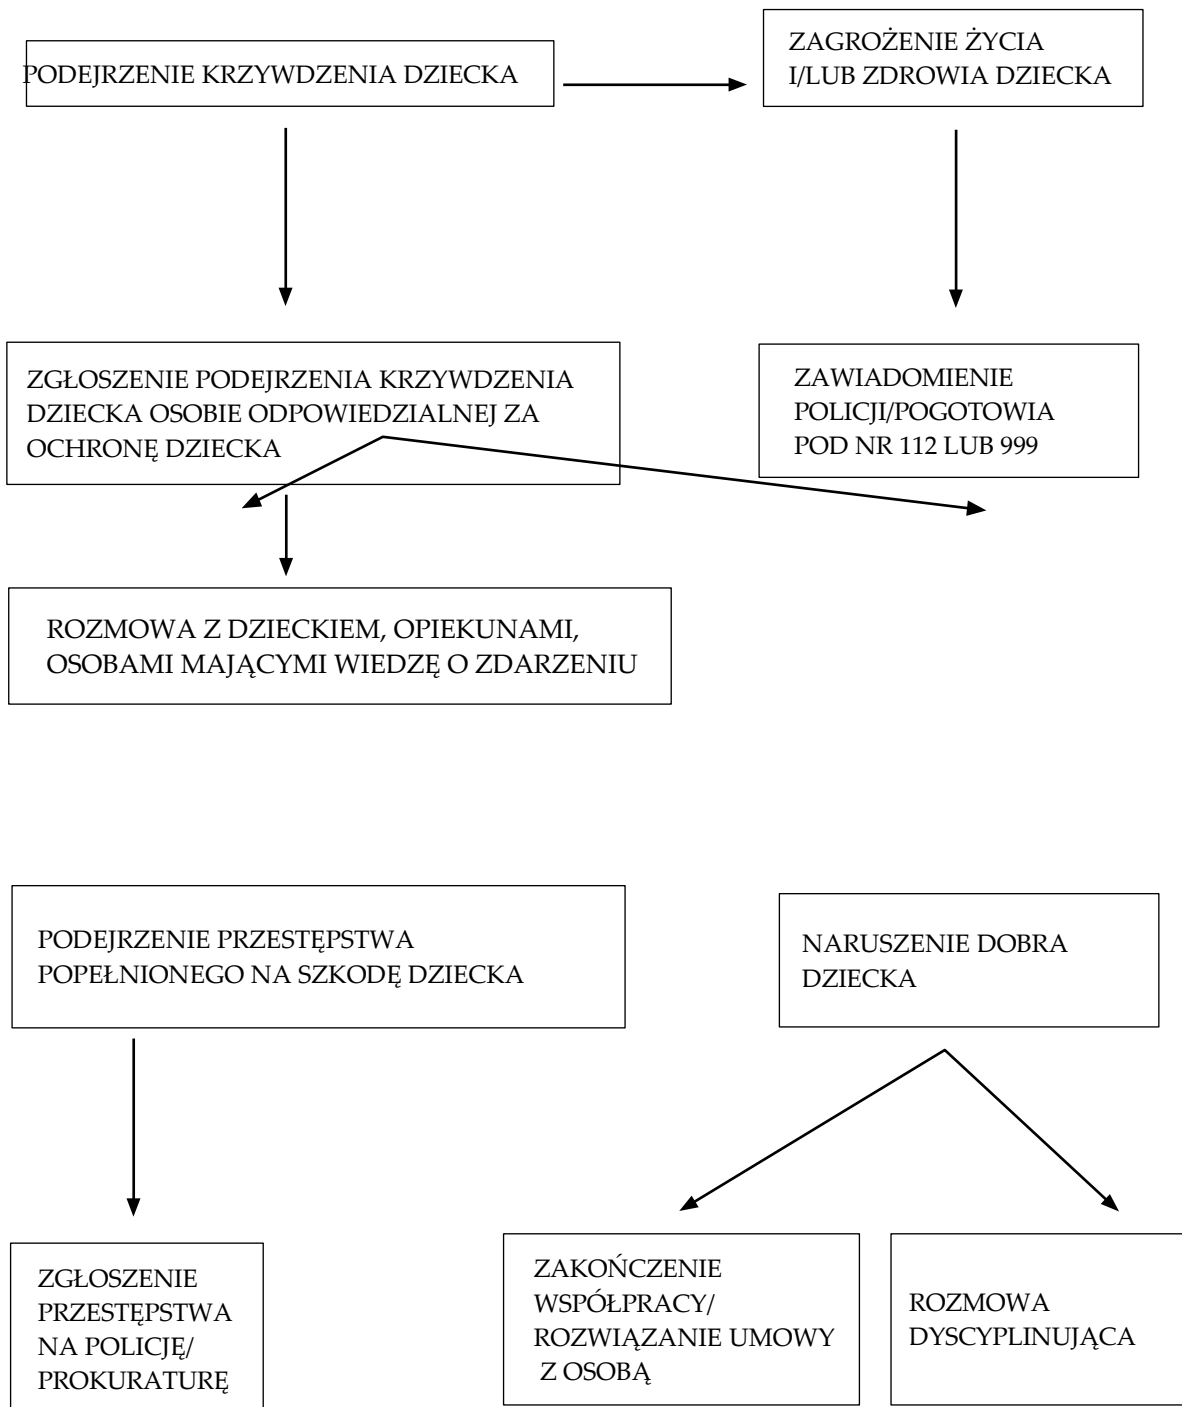 PODEJRZENIE KRZYWDZENIA DZIECKA
ZAGROŻENIE ŻYCIA
I/LUB ZDROWIA DZIECKA
ZGŁOSZENIE PODEJRZENIA KRZYWDZENIA
DZIECKA OSOBIE ODPOWIEDZIALNEJ ZA
OCHRONĘ DZIECKA
ZAWIADOMIENIE
POLICJI/POGOTOWIA
POD NR 112 LUB 999
ROZMOWA Z DZIECKIEM, OPIEKUNAMI,
OSOBAMI MAJĄCYMI WIEDZĘ O ZDARZENIU
PODEJRZENIE PRZESTĘPSTWA
POPEŁNIONEGO NA SZKODĘ DZIECKA
NARUSZENIE DOBRA
DZIECKA
ZGŁOSZENIE
PRZESTĘPSTWA
NA POLICJĘ/
PROKURATURĘ
ZAKOŃCZENIE
WSPÓŁPRACY/
ROZWIĄZANIE UMOWY
Z OSOBĄ
ROZMOWA
DYSCYPLINUJĄCA